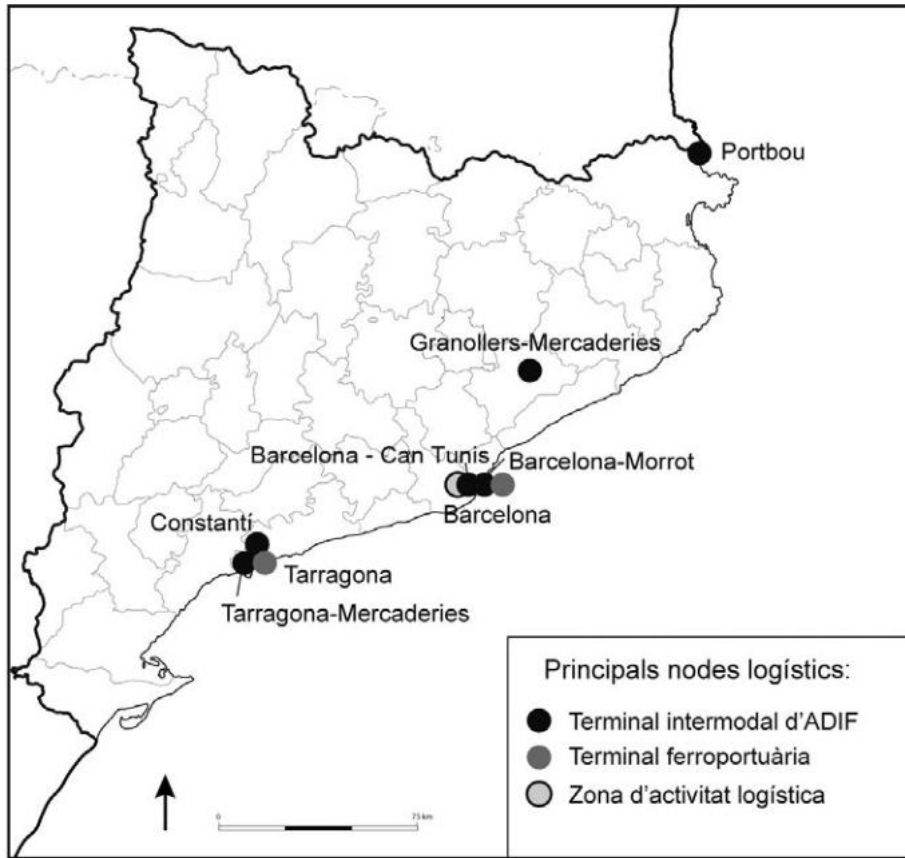 Portbou
Granollers-Mercaderies
Barcelona - Can Tunis
Barcelona-Morrot
Barcelona
Constantí
Tarragona
Tarragona-Mercaderies
Principals nodes logístics:
Terminal intermodal d'ADIF
Terminal ferroportuària
Zona d'activitat logística
75 km